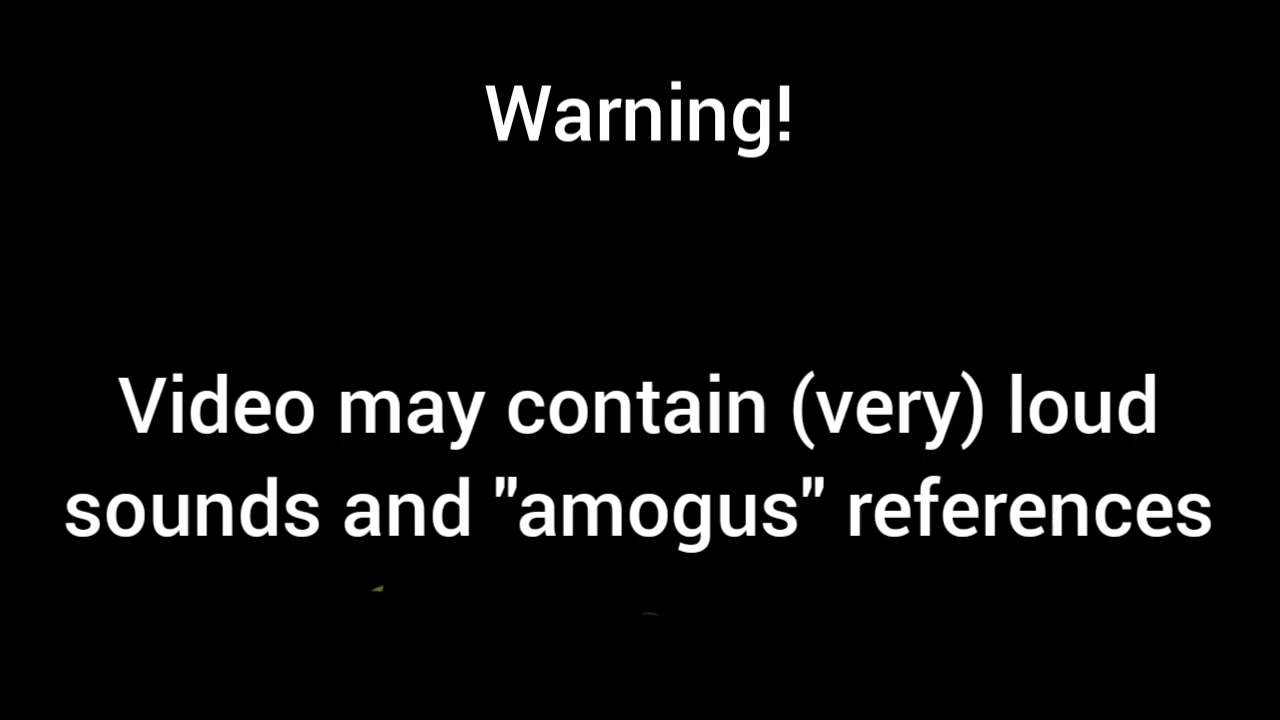 Warning!
Video may contain (very) loud
sounds and "amogus" references